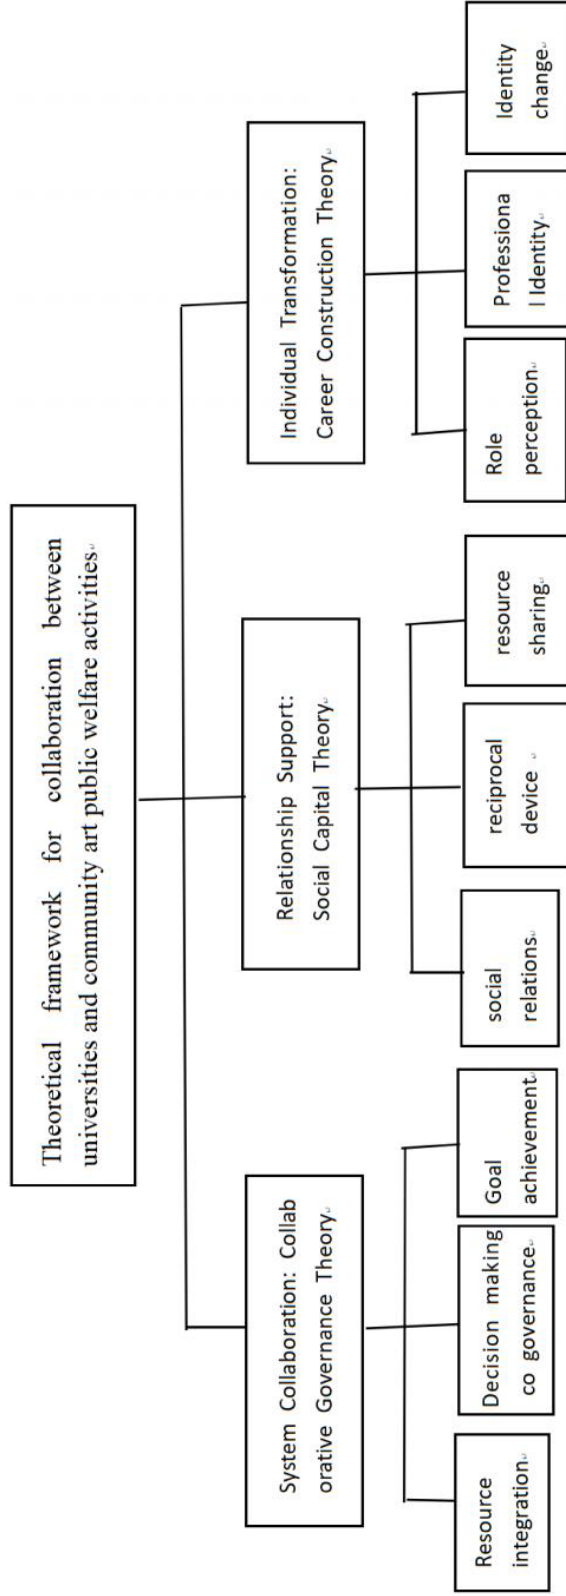 Theoretical framework for collaboration between
universities and community art public welfare activities
System Collaboration: Collab
orative Governance Theory
Relationship Support:
Social Capital Theory
Individual Transformation:
Career Construction Theory
Resource
integration
Decision making
co governance
Goal
achievement
social
relations
reciprocal
device
resource
sharing
Role
perception
Professiona
l Identity
Identity
change